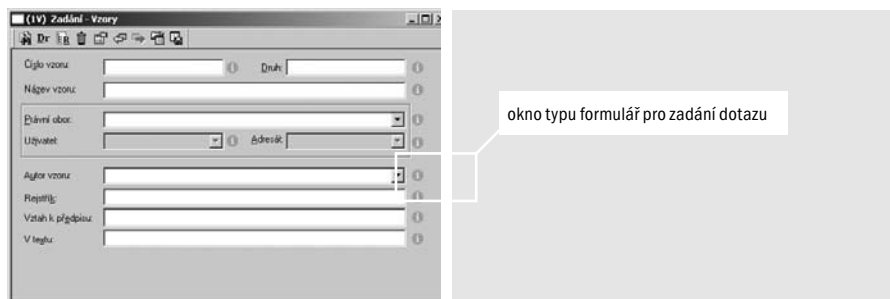 (1V) Zadání - Vzory
Dr
Číslo vzoru:
Druh:
Název vzoru:
Právní obor:
Uživatel:
Adresát:
Autor vzoru:
Rejstřík:
Vztah k předpisu:
V textu:
okno typu formulář pro zadání dotazu